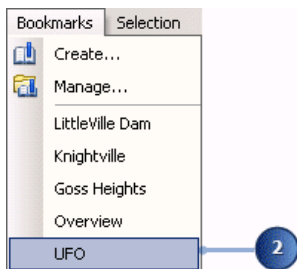 Bookmarks Selection
Create...
Manage...
LittleVille Dam
Knightville
Goss Heights
Overview
UFO 2